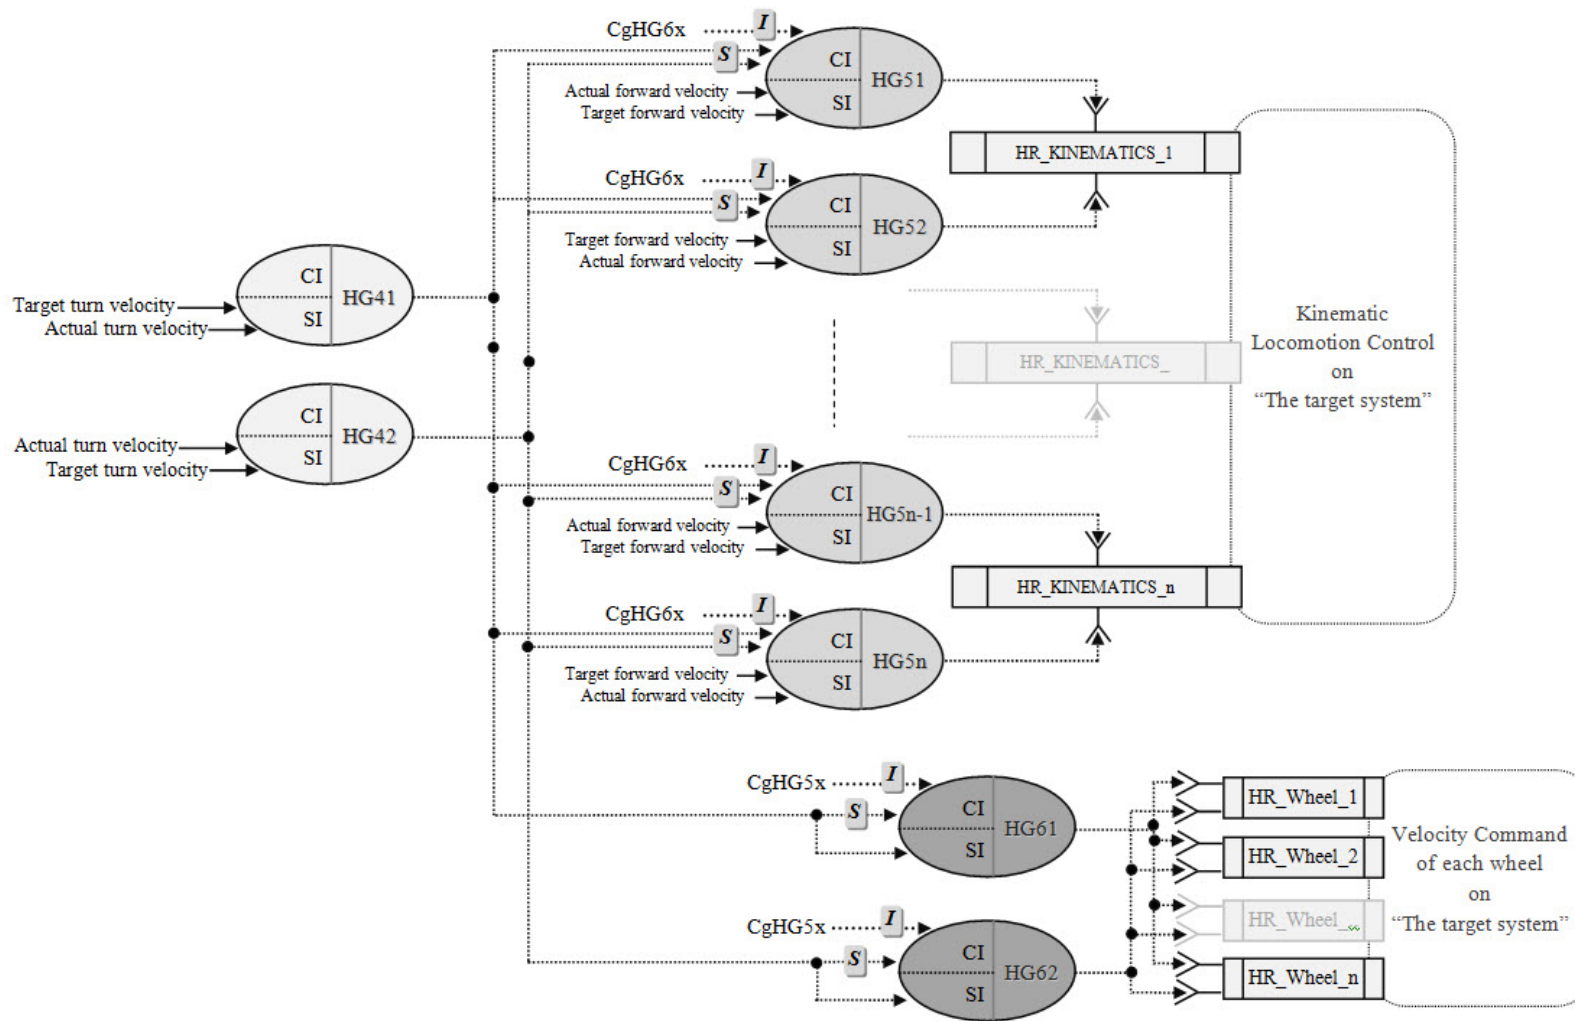 CgHG6x
I
S
CI
SI
HG51
Actual forward velocity
Target forward velocity
HR_KINEMATICS_1
CgHG6x
I
S
CI
SI
HG52
Target forward velocity
Actual forward velocity
CI
SI
HG41
Target turn velocity
Actual turn velocity
HR_KINEMATICS_
Kinematic
Locomotion Control
on
“The target system”
CI
SI
HG42
Actual turn velocity
Target turn velocity
CgHG6x
I
S
CI
SI
HG5n-1
Actual forward velocity
Target forward velocity
HR_KINEMATICS_n
CgHG6x
I
S
CI
SI
HG5n
Target forward velocity
Actual forward velocity
CgHG5x
I
S
CI
SI
HG61
HR_Wheel_1
HR_Wheel_2
HR_Wheel_
HR_Wheel_n
Velocity Command
of each wheel
on
“The target system”
CgHG5x
I
S
CI
SI
HG62